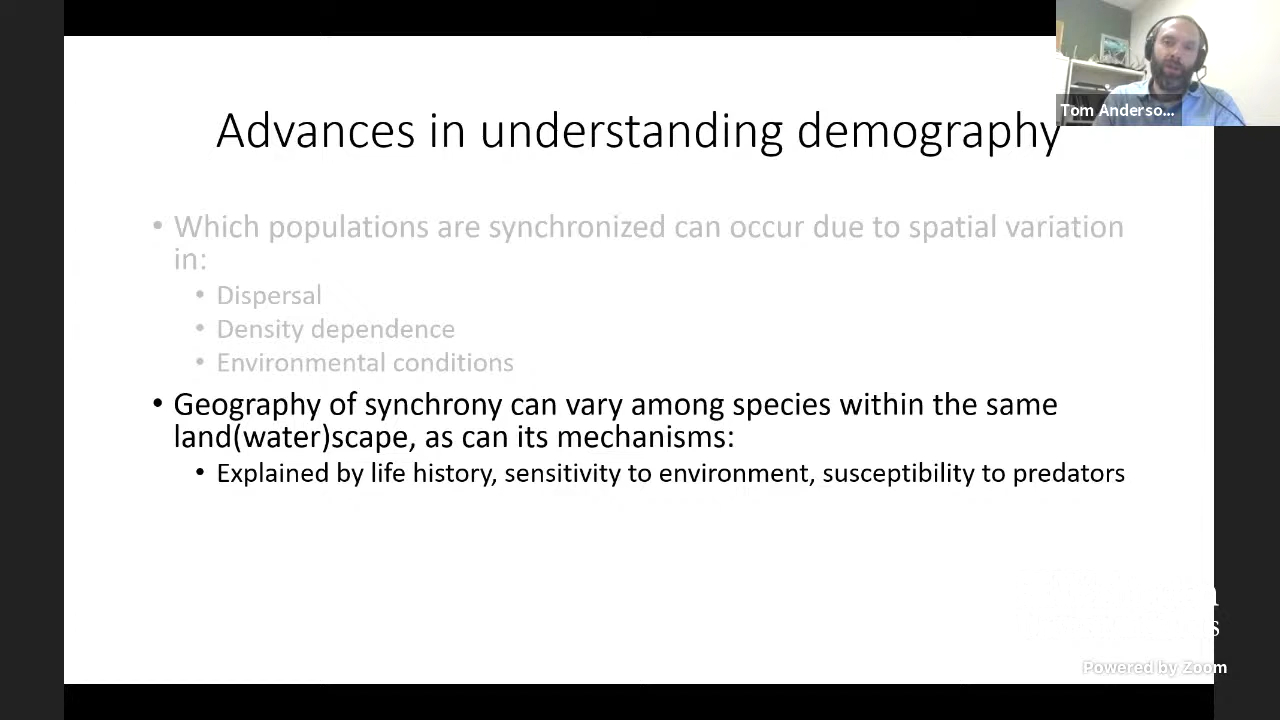 Tom Anderso...
Advances in understanding demography
• Which populations are synchronized can occur due to spatial variation
in:
• Dispersal
• Density dependence
• Environmental conditions
• Geography of synchrony can vary among species within the same
land(water)scape, as can its mechanisms:
• Explained by life history, sensitivity to environment, susceptibility to predators
Powered by Zoom